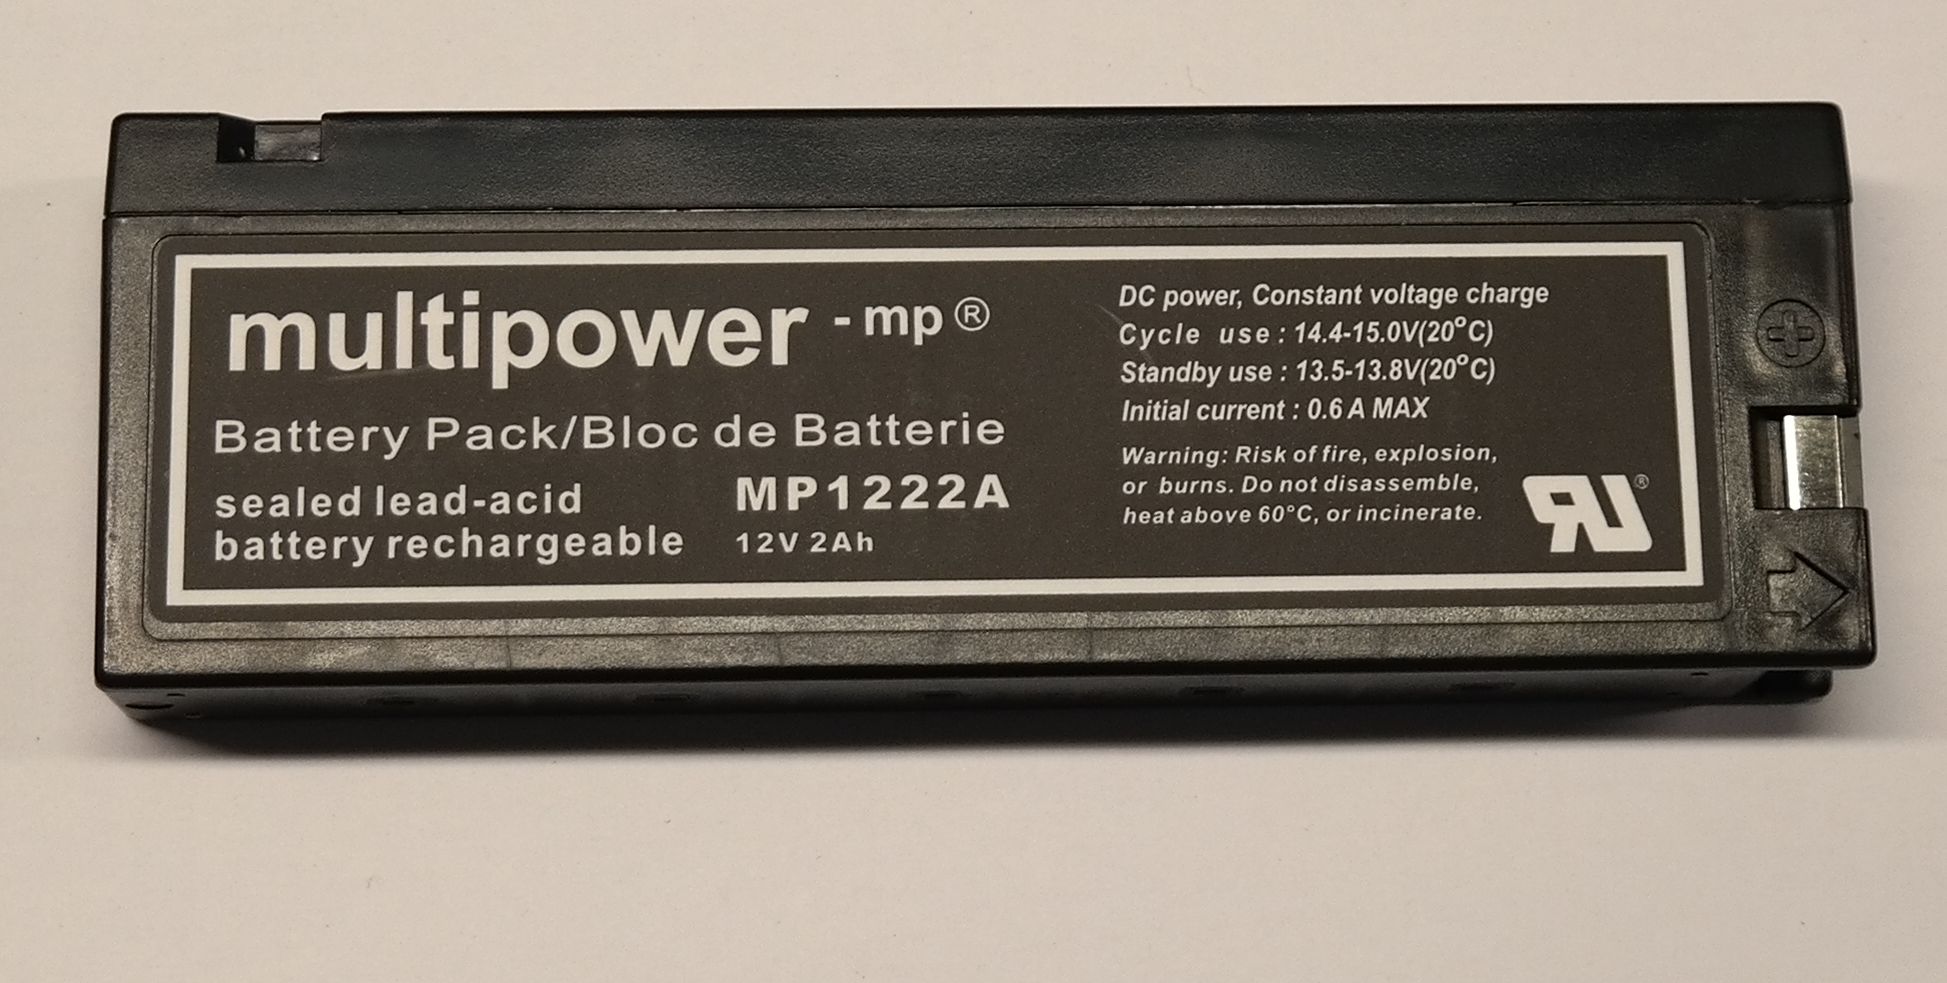 multipower -mp®
Battery Pack/Bloc de Batterie
sealed lead-acid
battery rechargeable
MP1222A
12V 2Ah
DC power, Constant voltage charge
Cycle use : 14.4-15.0V(20°C)
Standby use : 13.5-13.8V(20°C)
Initial current : 0.6 A MAX
Warning: Risk of fire, explosion,
or burns. Do not disassemble,
heat above 60°C, or incinerate.
RU®